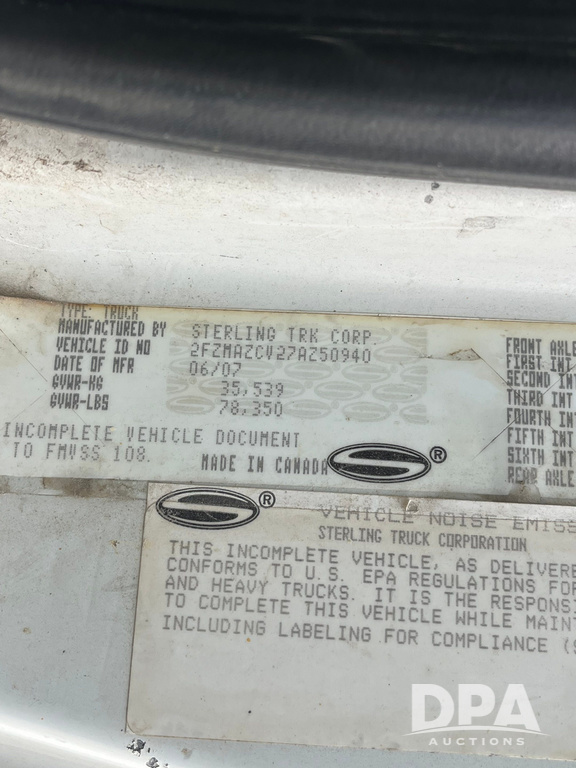 TYPE: TRUCK
MANUFACTURED BY STERLING TRK CORP.
VEHICLE ID NO 2FZMAZCV27AZ50940
DATE OF MFR 06/07
GVWR-KG 35,539
GVWR-LBS 78,350
INCOMPLETE VEHICLE DOCUMENT
TO FMVSS 108.
MADE IN CANADA
®
FRONT AXLE
FIRST INT
SECOND INT
THIRD INT
FOURTH INT
FIFTH INT
SIXTH INT
REAR AXLE
®
VEHICLE NOISE EMISS
STERLING TRUCK CORPORATION
THIS INCOMPLETE VEHICLE, AS DELIVERE
CONFORMS TO U.S. EPA REGULATIONS FOR
AND HEAVY TRUCKS. IT IS THE RESPONS
TO COMPLETE THIS VEHICLE WHILE MAINT
INCLUDING LABELING FOR COMPLIANCE (S
DPA
AUCTIONS